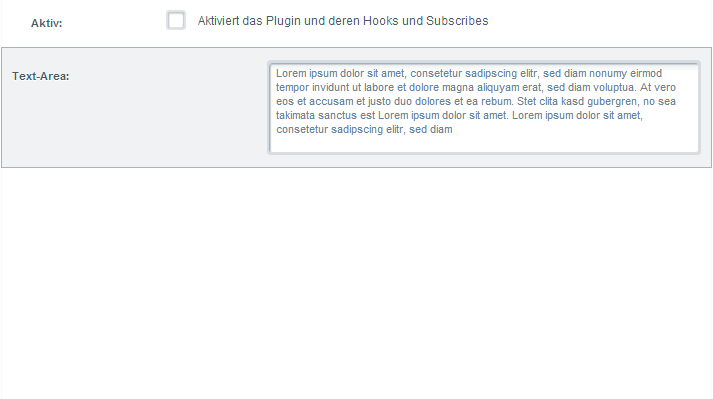 Aktiv: Aktiviert das Plugin und deren Hooks und Subscribes
Text-Area:
Lorem ipsum dolor sit amet, consetetur sadipscing elitr, sed diam nonumy eirmod
tempor invidunt ut labore et dolore magna aliquyam erat, sed diam voluptua. At vero
eos et accusam et justo duo dolores et ea rebum. Stet clita kasd gubergren, no sea
takimata sanctus est Lorem ipsum dolor sit amet. Lorem ipsum dolor sit amet,
consetetur sadipscing elitr, sed diam